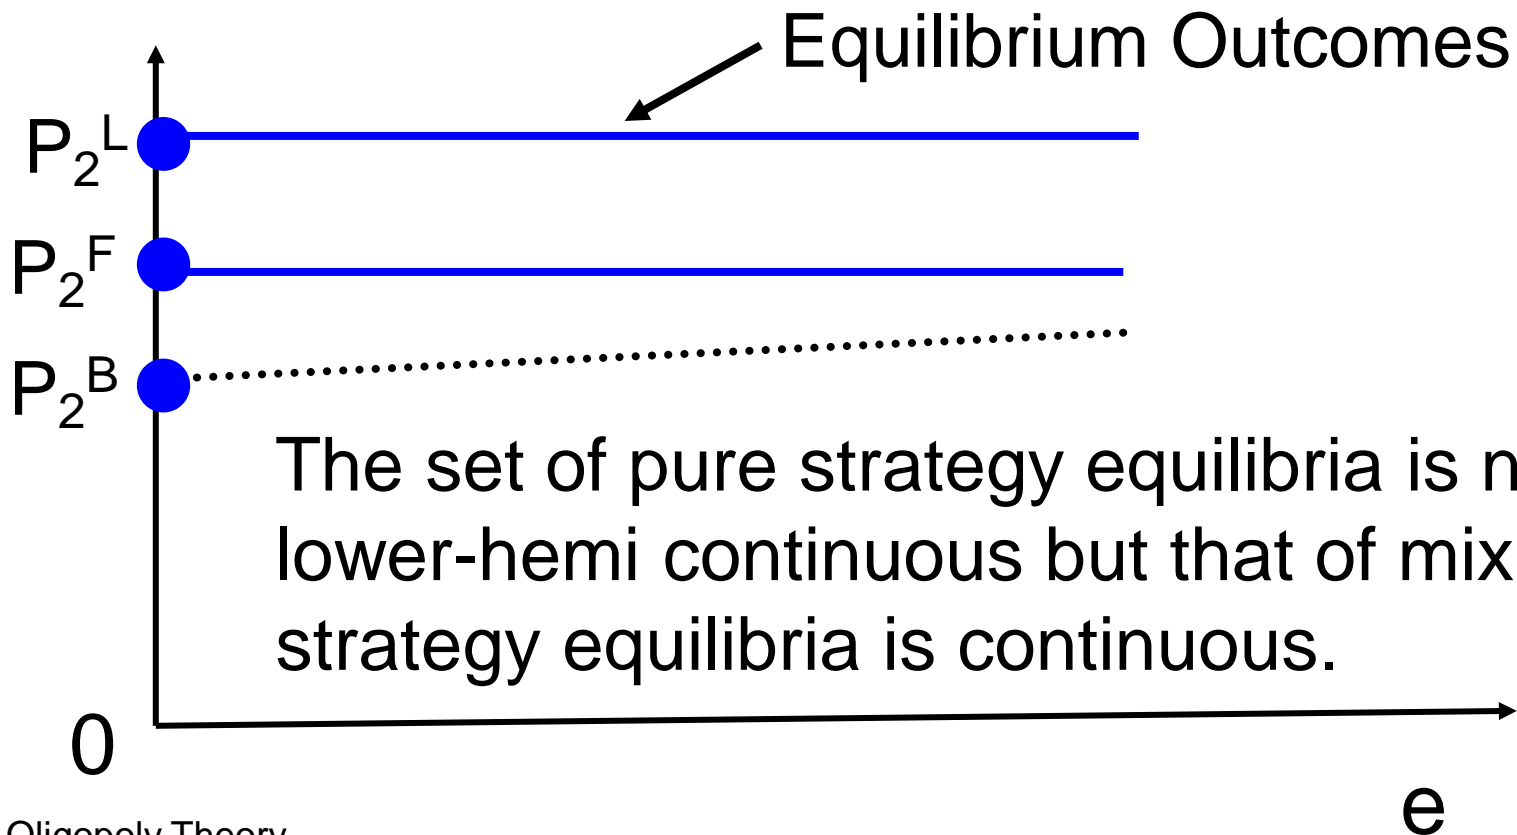 Equilibrium Outcomes
P₂ᴸ
P₂ᶠ
P₂ᴮ
The set of pure strategy equilibria is n
lower-hemi continuous but that of mix
strategy equilibria is continuous.
0
e
Oligopoly Theory